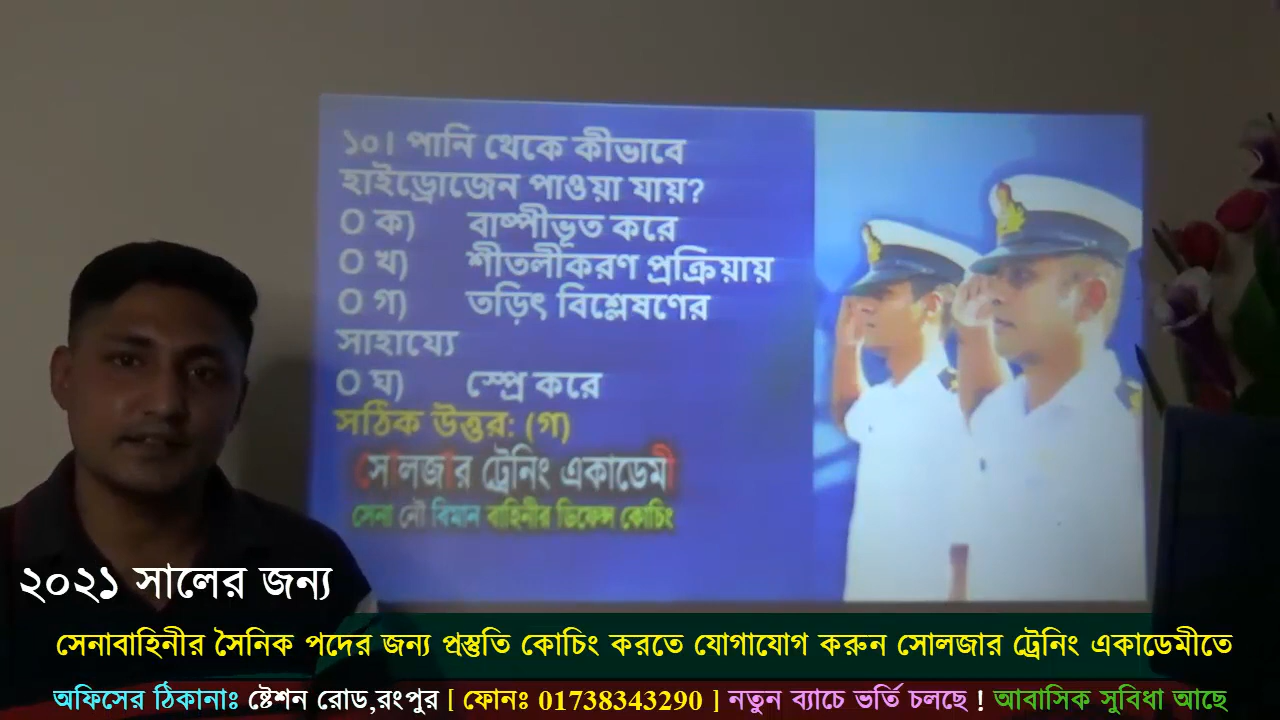 ১০। পানি থেকে কীভাবে
হাইড্রোজেন পাওয়া যায়?
O ক) বাষ্পীভূত করে
O খ) শীতলীকরণ প্রক্রিয়ায়
O গ) তড়িৎ বিশ্লেষণের
সাহায্যে
O ঘ) স্প্রে করে
সঠিক উত্তর: (গ)
সোলজার ট্রেনিং একাডেমী
সেনা নৌ বিমান বাহিনীর ডিফেন্স কোচিং
২০২১ সালের জন্য
সেনাবাহিনীর সৈনিক পদের জন্য প্রস্তুতি কোচিং করতে যোগাযোগ করুন সোলজার ট্রেনিং একাডেমীতে
অফিসের ঠিকানাঃ ষ্টেশন রোড,রংপুর [ ফোনঃ 01738343290 ] নতুন ব্যাচে ভর্তি চলছে ! আবাসিক সুবিধা আছে